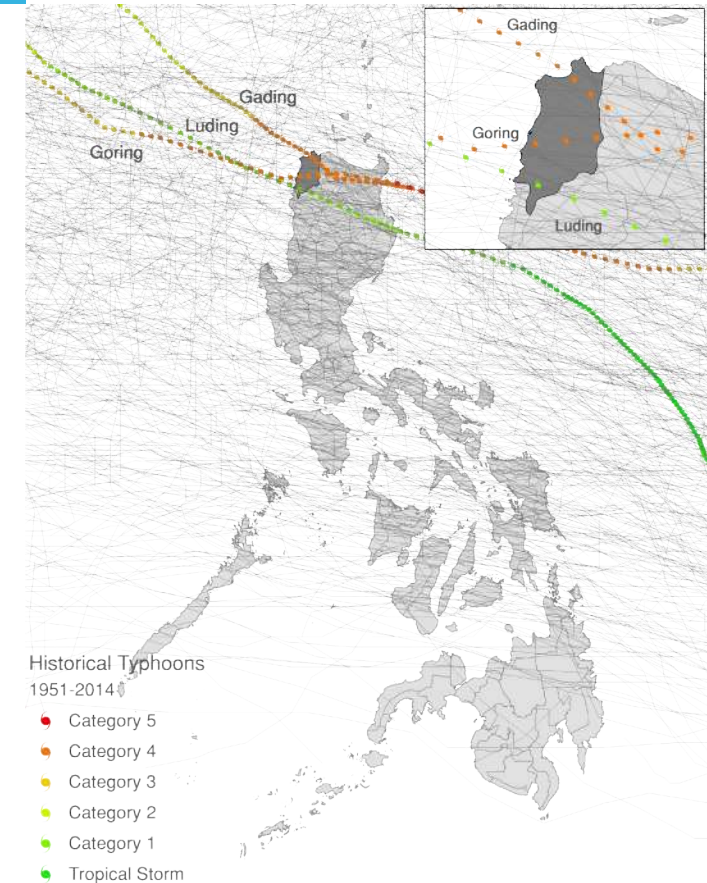 Gading
Goring
Luding
Gading
Luding
Goring
Historical Typhoons
1951-2014
Category 5
Category 4
Category 3
Category 2
Category 1
Tropical Storm